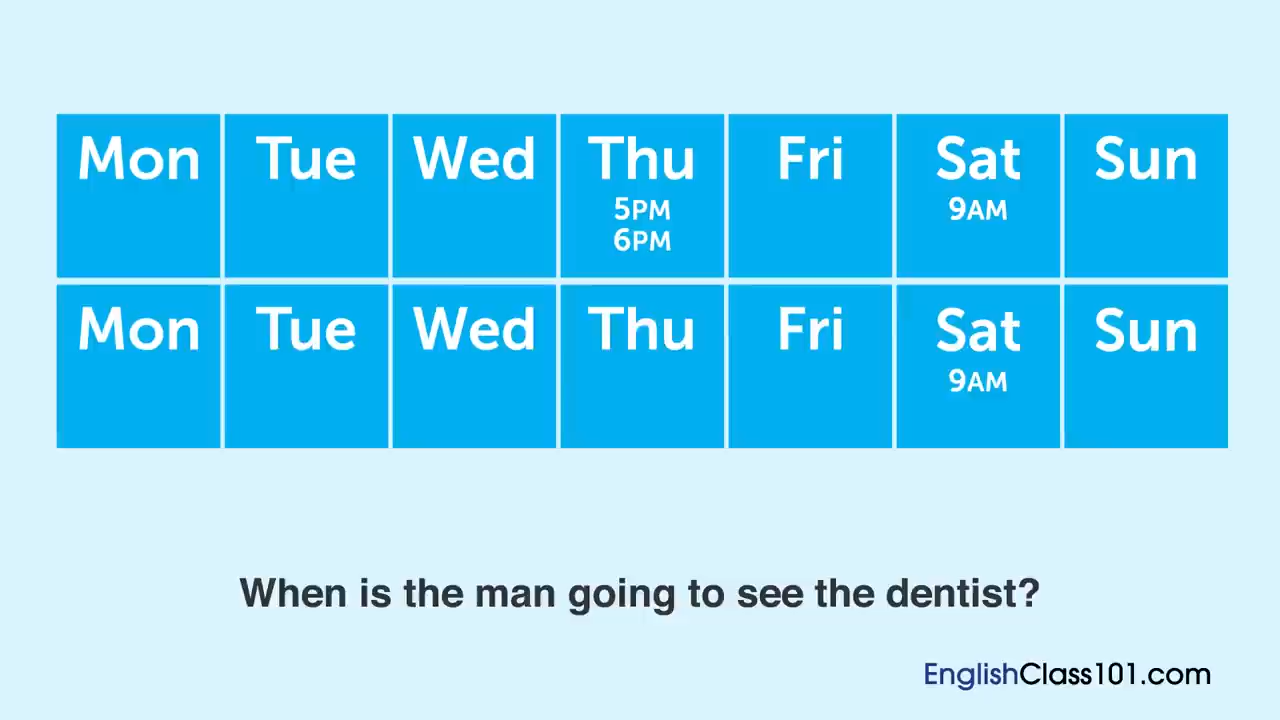 Mon Tue Wed Thu Fri Sat Sun
5PM 9AM
6PM
Mon Tue Wed Thu Fri Sat Sun
9AM
When is the man going to see the dentist?
EnglishClass101.com